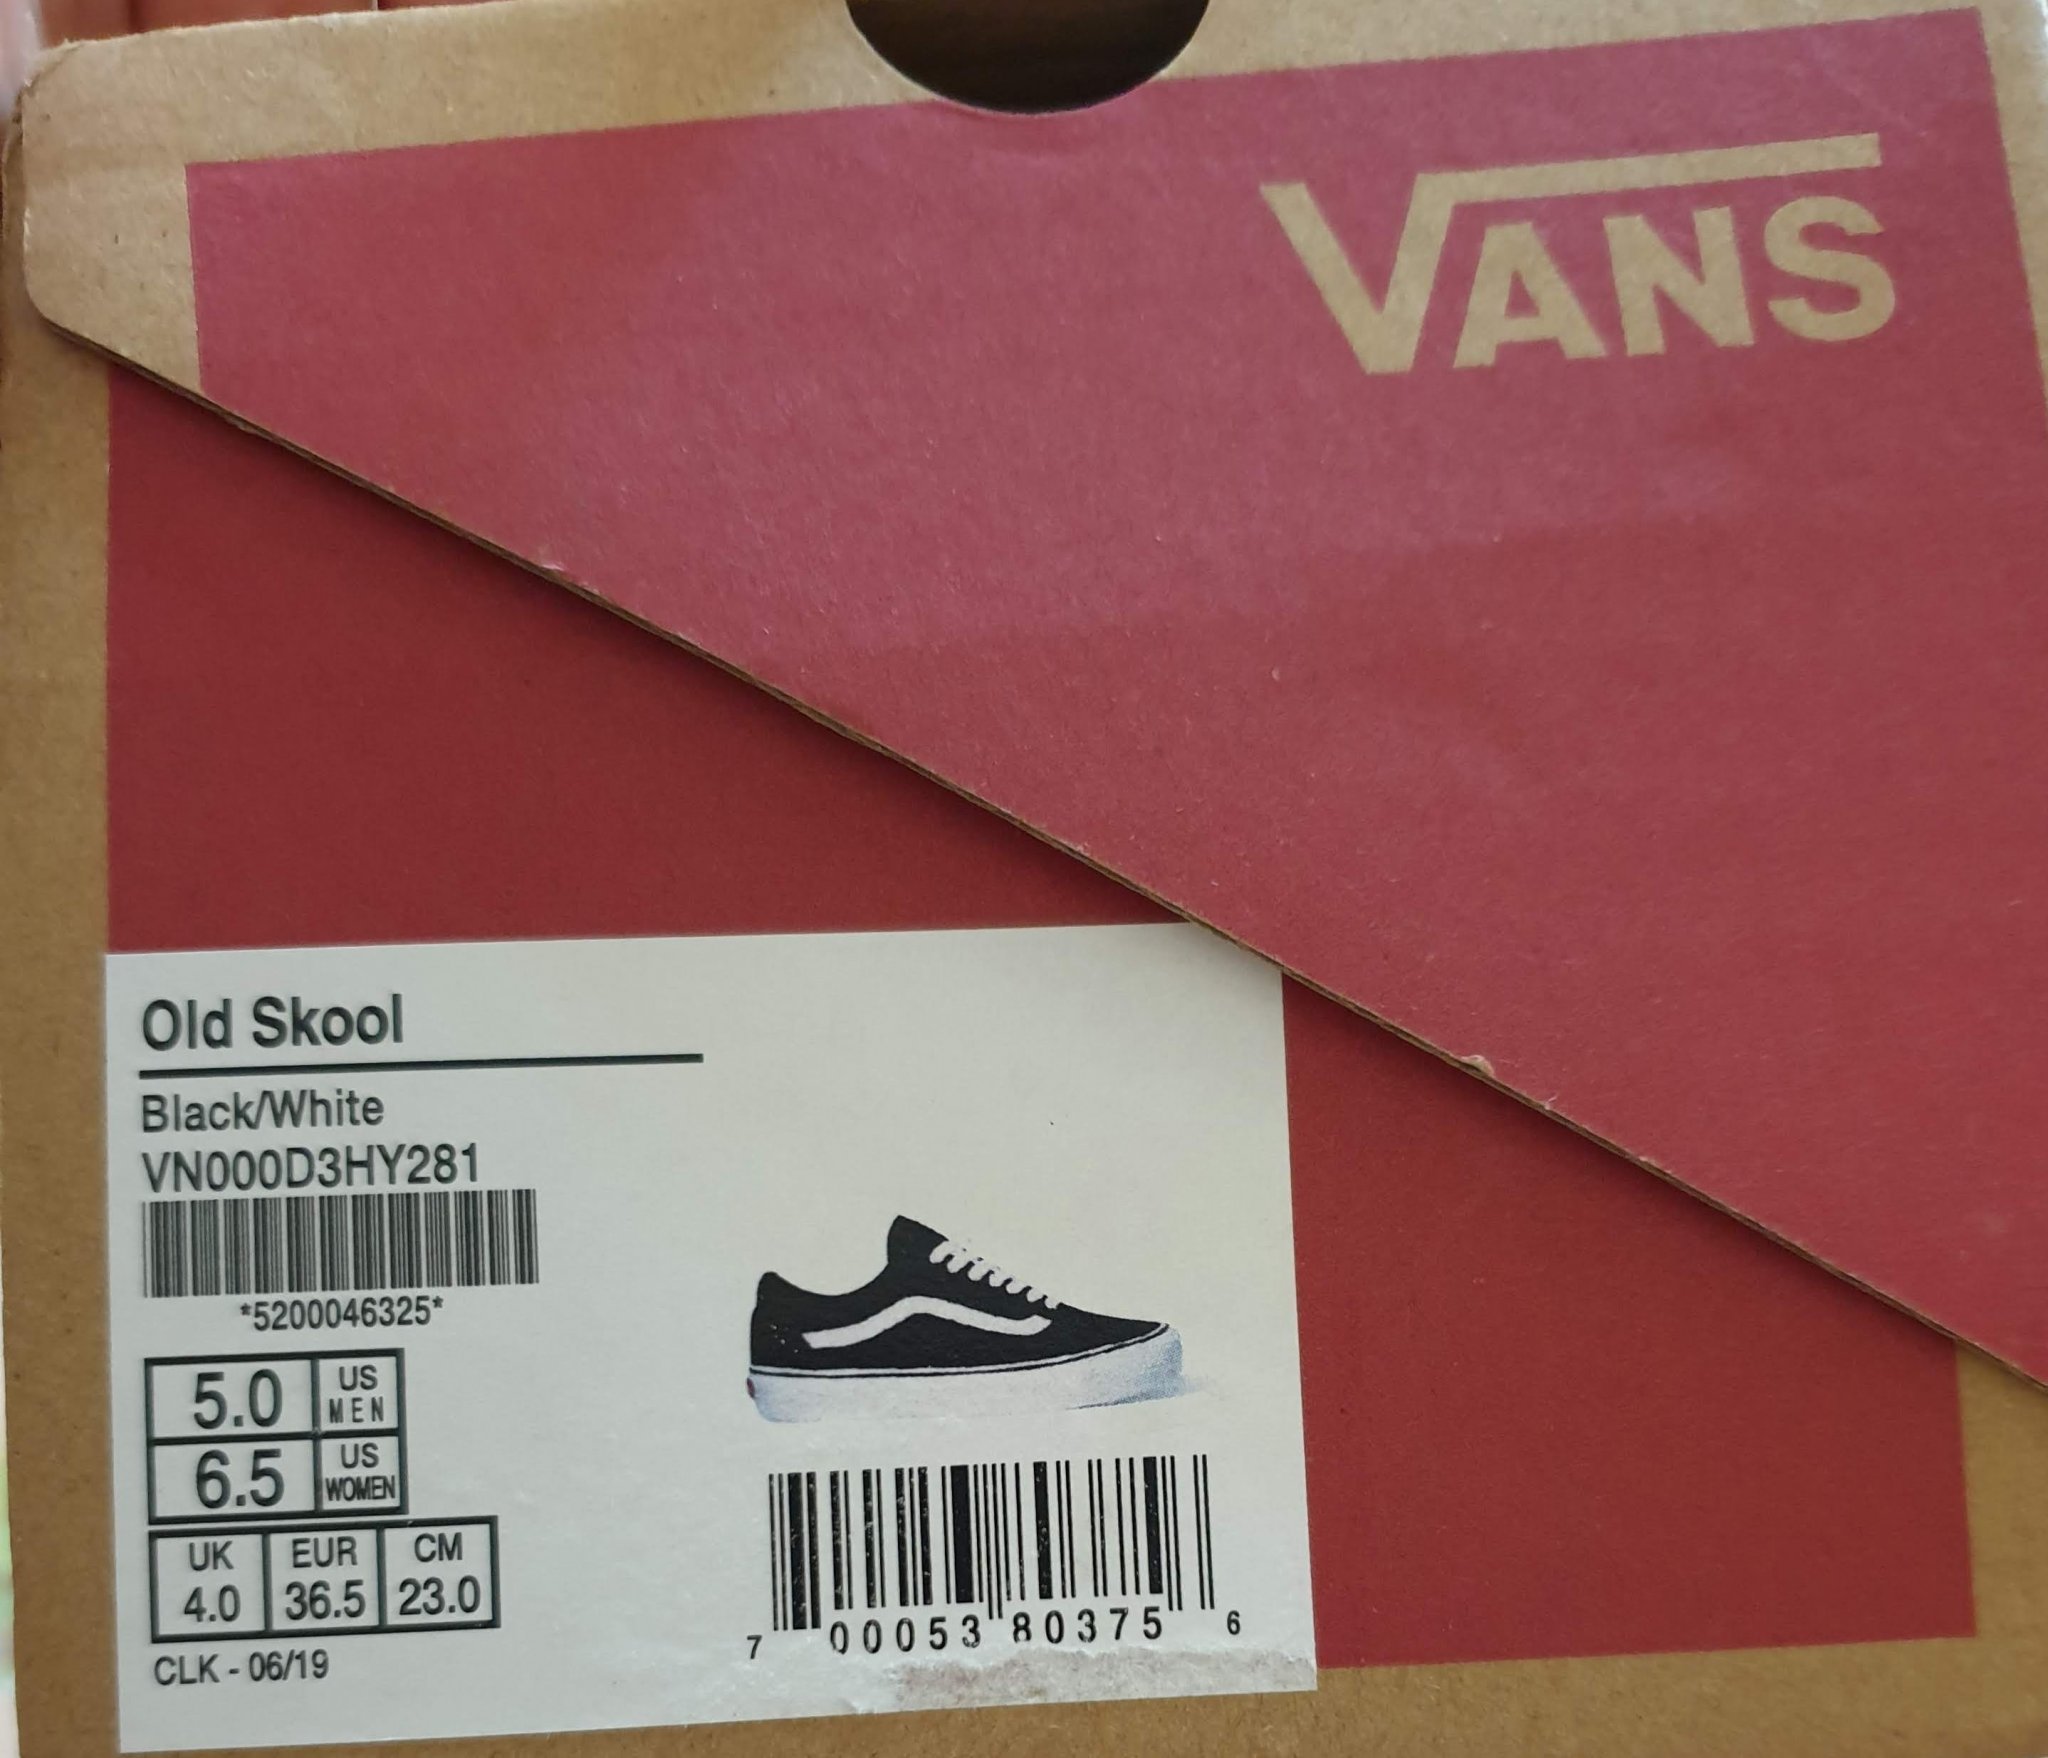 VANS
Old Skool
Black/White
VN000D3HY281
*5200046325*
5.0 US MEN
6.5 US WOMEN
UK EUR CM
4.0 36.5 23.0
CLK - 06/19
7 00053 80375 6